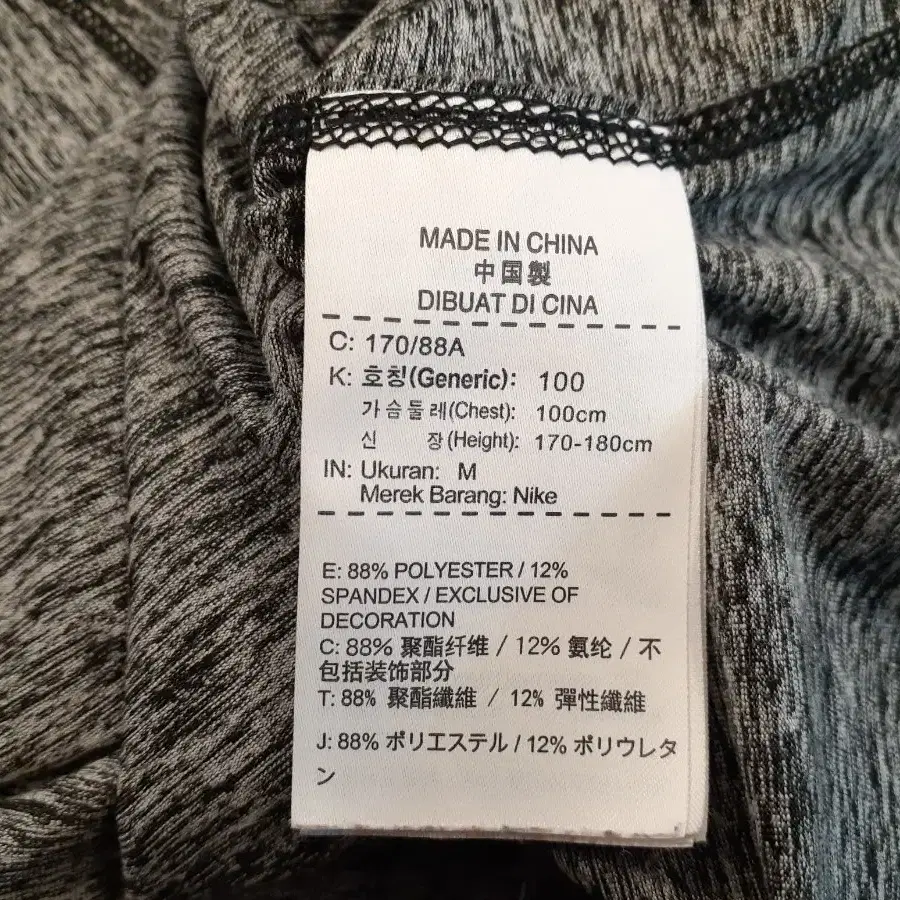 MADE IN CHINA
中国製
DIBUAT DI CINA
C: 170/88A
K: 호칭(Generic): 100
가슴둘레(Chest): 100cm
신 장(Height): 170-180cm
IN: Ukuran: M
Merek Barang: Nike
E: 88% POLYESTER / 12%
SPANDEX / EXCLUSIVE OF
DECORATION
C: 88% 聚酯纤维 / 12% 氨纶 / 不
包括装饰部分
T: 88% 聚酯纖維 / 12% 彈性纖維
J: 88% ポリエステル / 12% ポリウレタ
ン